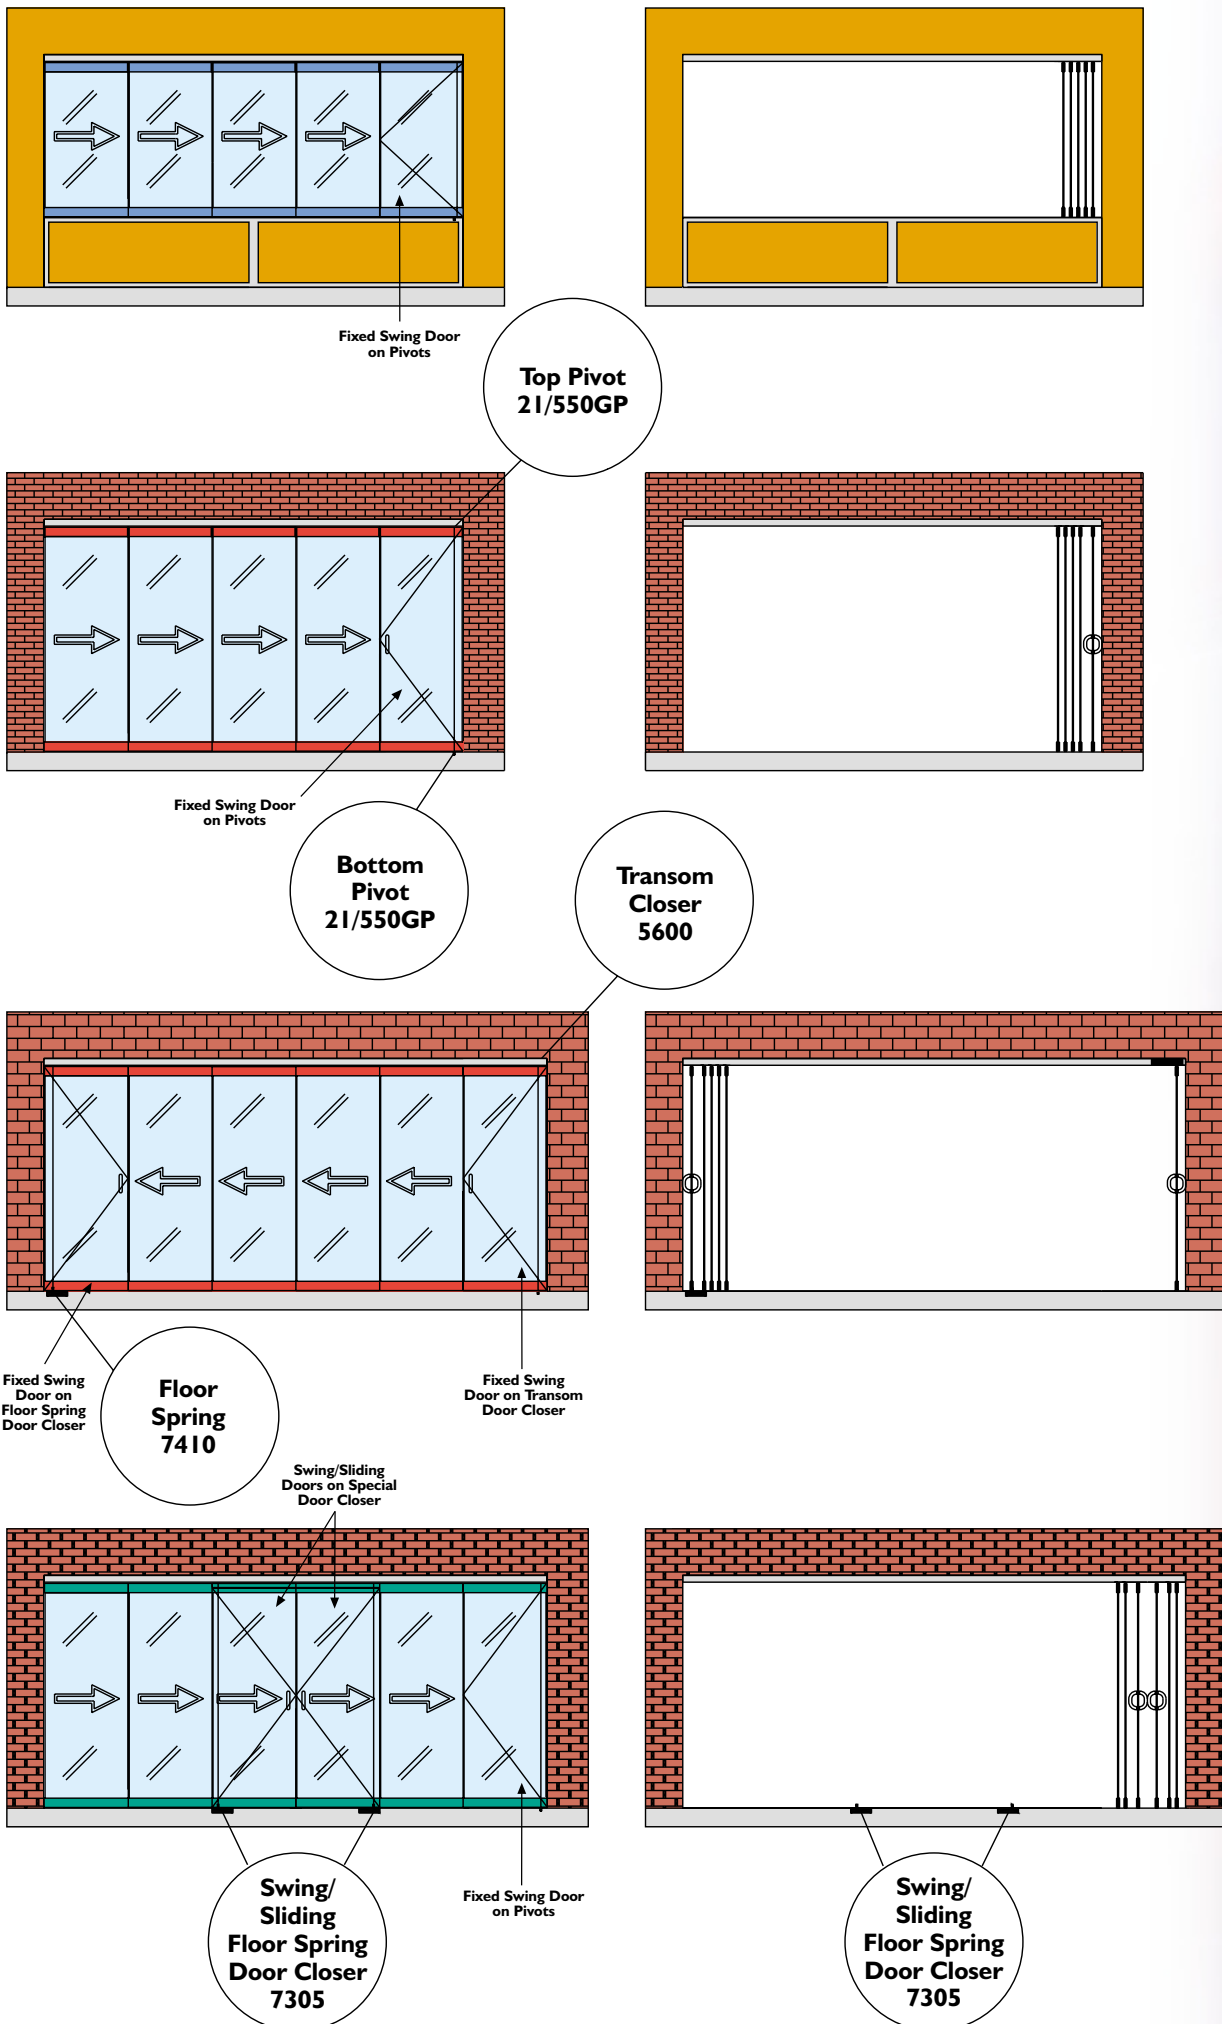 Fixed Swing Door
on Pivots
Top Pivot
21/550GP
Fixed Swing Door
on Pivots
Bottom
Pivot
21/550GP
Transom
Closer
5600
Fixed Swing
Door on
Floor Spring
Door Closer
Floor
Spring
7410
Fixed Swing
Door on Transom
Door Closer
Swing/Sliding
Doors on Special
Door Closer
Swing/
Sliding
Floor Spring
Door Closer
7305
Fixed Swing Door
on Pivots
Swing/
Sliding
Floor Spring
Door Closer
7305